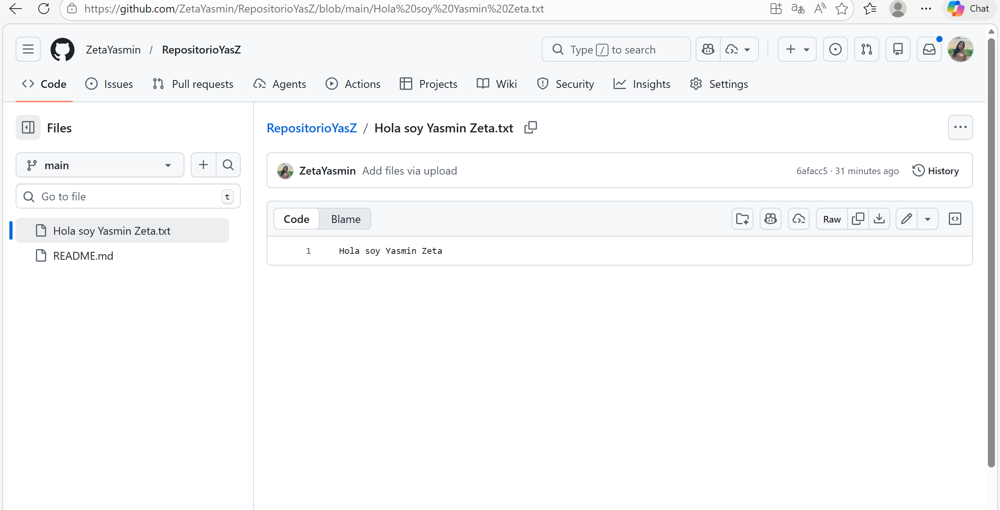 https://github.com/ZetaYasmin/RepositorioYasZ/blob/main/Hola%20soy%20Yasmin%20Zeta.txt
Chat
ZetaYasmin / RepositorioYasZ
Type / to search
Code
Issues
Pull requests
Agents
Actions
Projects
Wiki
Security
Insights
Settings
Files
main
Go to file
t
Hola soy Yasmin Zeta.txt
README.md
RepositorioYasZ / Hola soy Yasmin Zeta.txt
ZetaYasmin Add files via upload
6afacc5 · 31 minutes ago
History
Code
Blame
Raw
1 Hola soy Yasmin Zeta